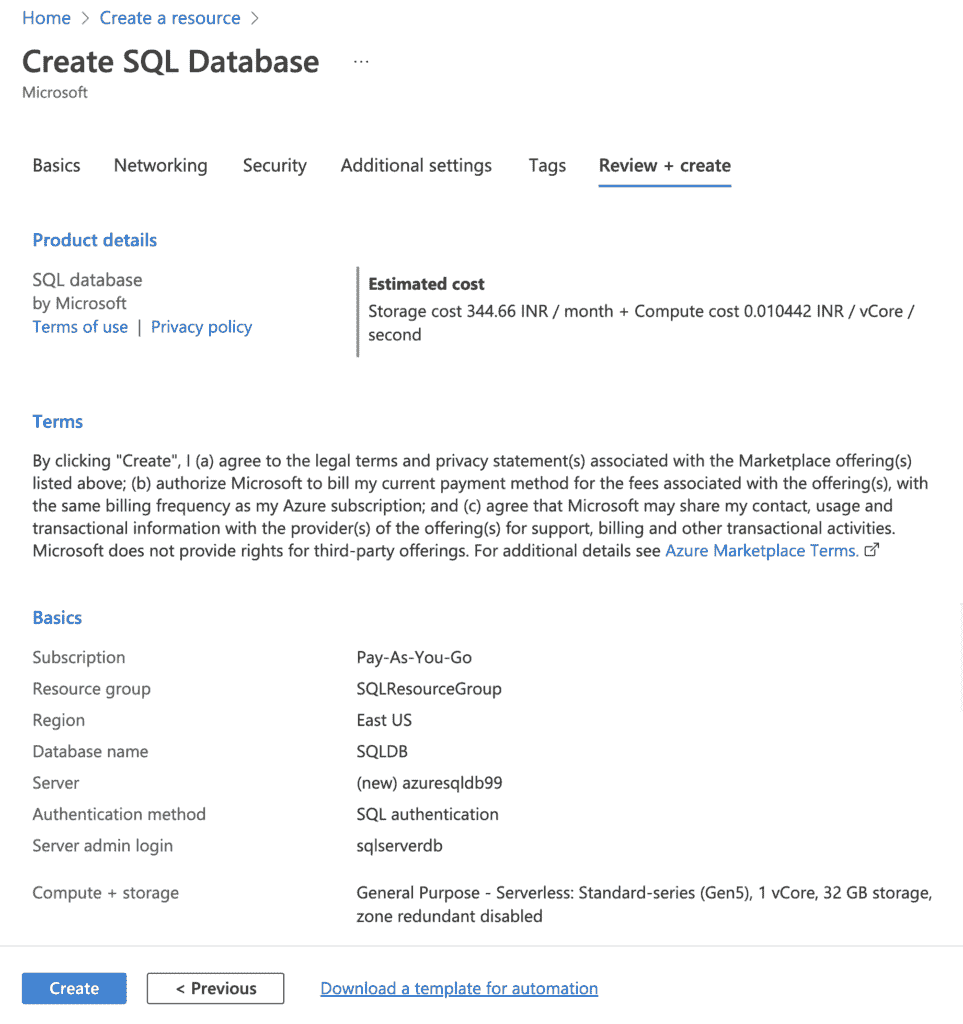 Home > Create a resource >
Create SQL Database ...
Microsoft
Basics Networking Security Additional settings Tags Review + create
Product details
SQL database
by Microsoft
Terms of use | Privacy policy
Estimated cost
Storage cost 344.66 INR / month + Compute cost 0.010442 INR / vCore /
second
Terms
By clicking "Create", I (a) agree to the legal terms and privacy statement(s) associated with the Marketplace offering(s)
listed above; (b) authorize Microsoft to bill my current payment method for the fees associated with the offering(s), with
the same billing frequency as my Azure subscription; and (c) agree that Microsoft may share my contact, usage and
transactional information with the provider(s) of the offering(s) for support, billing and other transactional activities.
Microsoft does not provide rights for third-party offerings. For additional details see Azure Marketplace Terms.
Basics
Subscription Pay-As-You-Go
Resource group SQLResourceGroup
Region East US
Database name SQLDB
Server (new) azuresqldb99
Authentication method SQL authentication
Server admin login sqlserverdb
Compute + storage General Purpose - Serverless: Standard-series (Gen5), 1 vCore, 32 GB storage,
zone redundant disabled
Create < Previous Download a template for automation